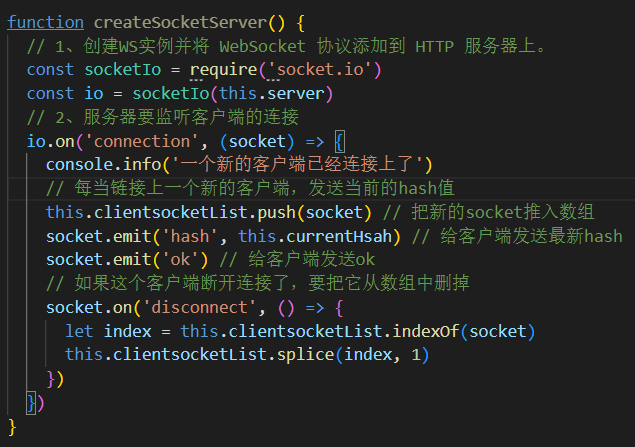 function createSocketServer() {
// 1、创建WS实例并将 WebSocket 协议添加到 HTTP 服务器上。
const socketIo = require('socket.io')
const io = socketIo(this.server)
// 2、服务器要监听客户端的连接
io.on('connection', (socket) => {
console.info('一个新的客户端已经连接上了')
// 每当链接上一个新的客户端，发送当前的hash值
this.clientsocketList.push(socket) // 把新的socket推入数组
socket.emit('hash', this.currentHsah) // 给客户端发送最新hash
socket.emit('ok') // 给客户端发送ok
// 如果这个客户端断开连接了，要把它从数组中删掉
socket.on('disconnect', () => {
let index = this.clientsocketList.indexOf(socket)
this.clientsocketList.splice(index, 1)
})
})
}